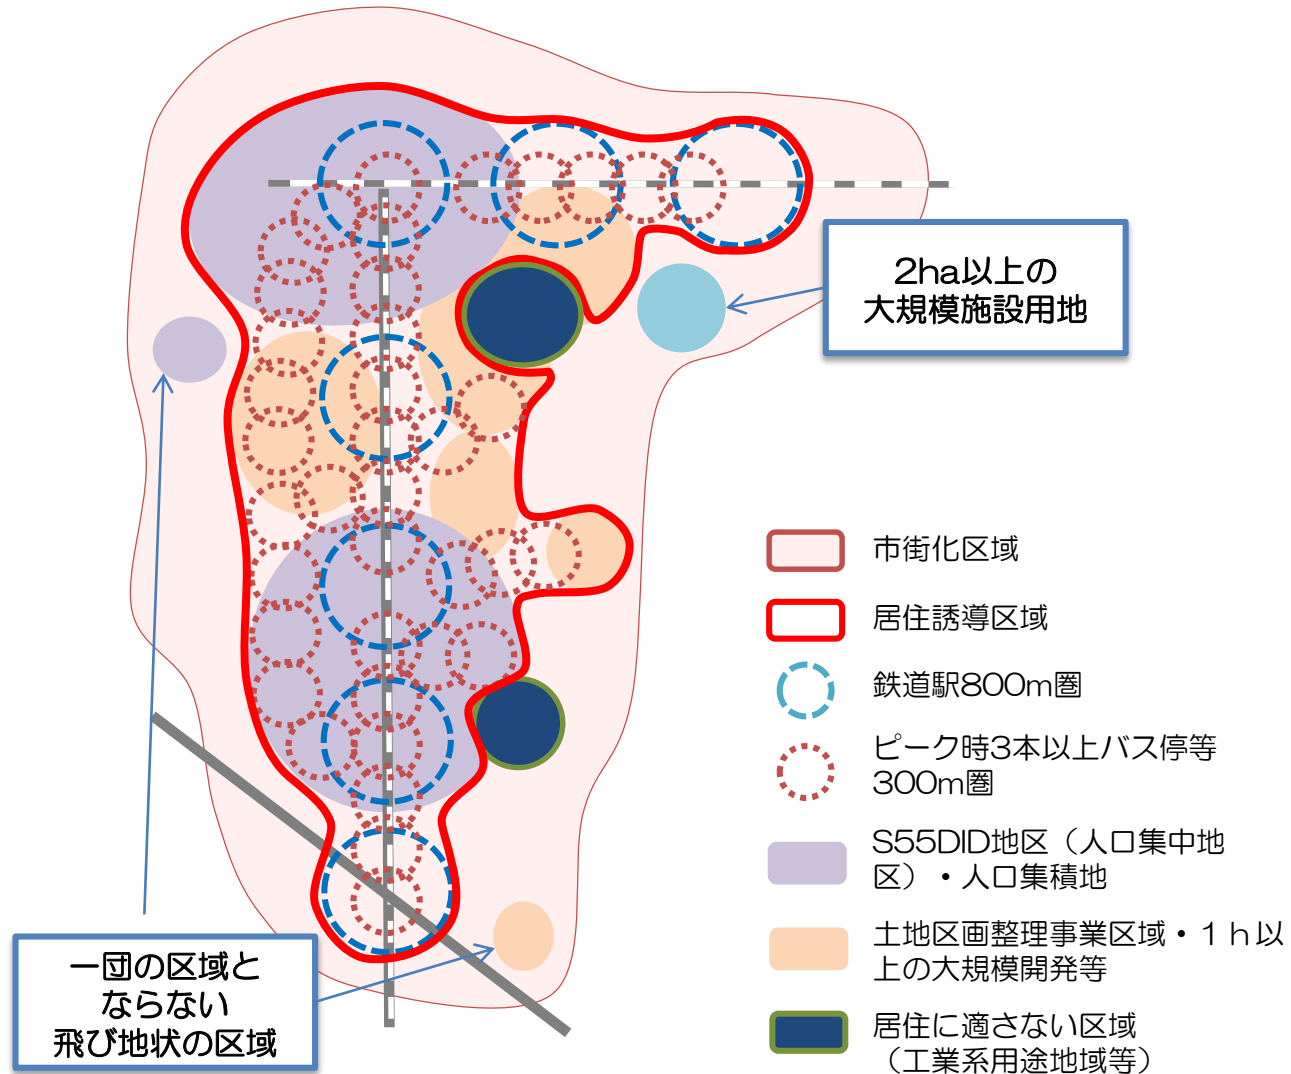 2ha以上の
大規模施設用地
市街化区域
居住誘導区域
鉄道駅800m圏
ピーク時3本以上バス停等
300m圏
S55DID地区（人口集中地
区）・人口集積地
土地区画整理事業区域・１ｈ以
上の大規模開発等
居住に適さない区域
（工業系用途地域等）
一団の区域と
ならない
飛び地状の区域